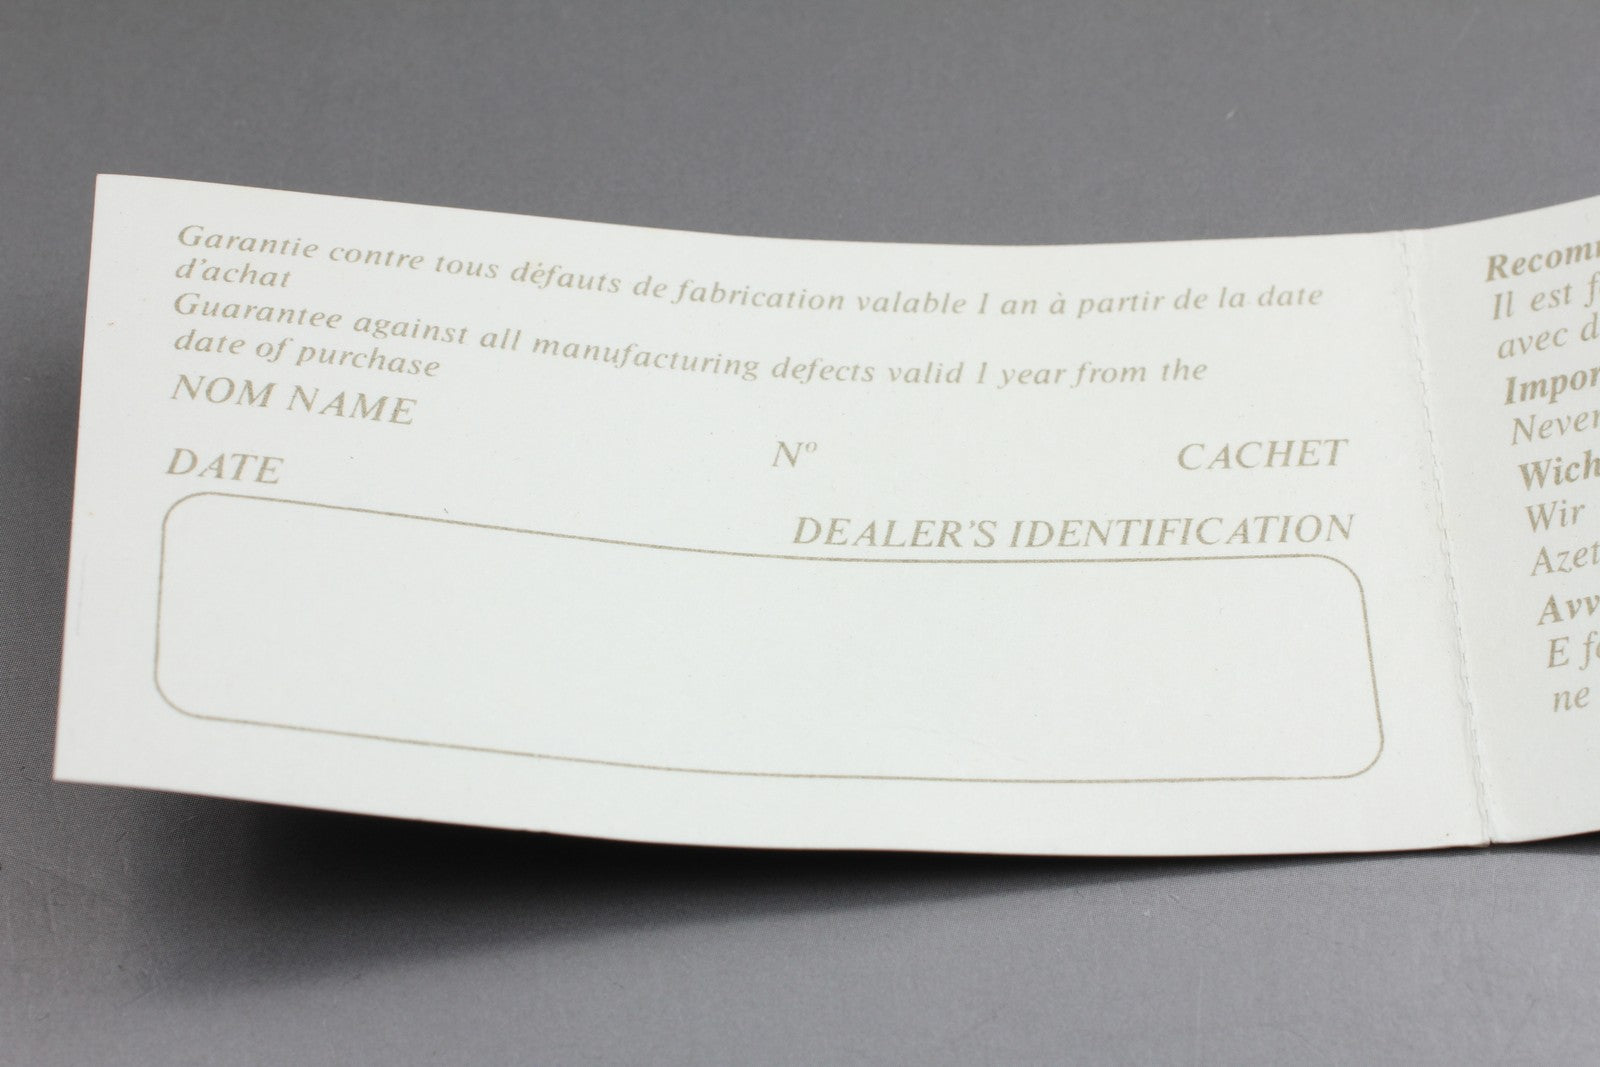 Garantie contre tous défauts de fabrication valable 1 an à partir de la date
d'achat
Guarantee against all manufacturing defects valid 1 year from the
date of purchase
NOM NAME
N° CACHET
DATE
DEALER'S IDENTIFICATION
Il est
avec
Never
Wir
E
ne